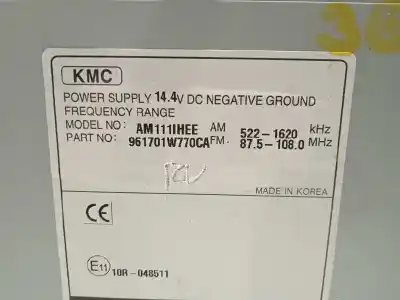 36
KMC
POWER SUPPLY 14.4V DC NEGATIVE GROUND
FREQUENCY RANGE
MODEL NO: AM111IHEE AM 522-1620 kHz
PART NO: 961701W770CA FM 87.5-108.0 MHz
MADE IN KOREA
CE
E11 10R-048511